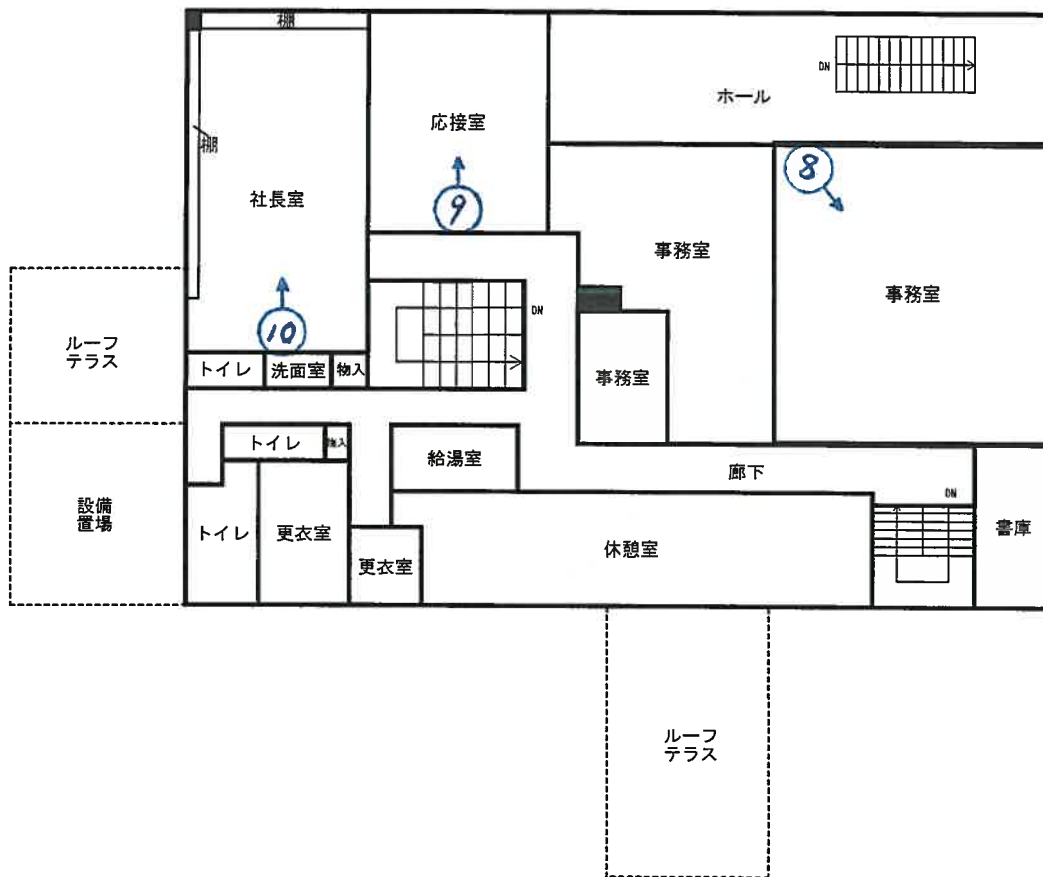 棚
DN
ホール
応接室
棚
8
社長室
9
事務室
事務室
10
DN
ルーフ
テラス
トイレ
洗面室
物入
事務室
トイレ
物入
給湯室
廊下
DN
設備
置場
トイレ
更衣室
更衣室
休憩室
書庫
ルーフ
テラス